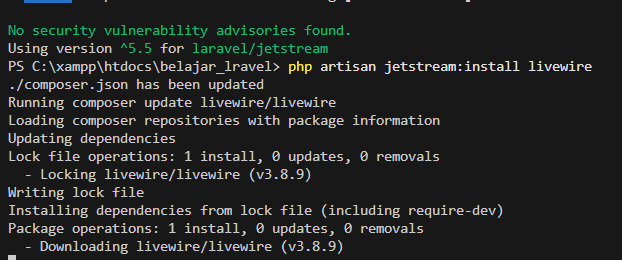 No security vulnerability advisories found.
Using version ^5.5 for laravel/jetstream
PS C:\xampp\htdocs\belajar_lravel> php artisan jetstream:install livewire
./composer.json has been updated
Running composer update livewire/livewire
Loading composer repositories with package information
Updating dependencies
Lock file operations: 1 install, 0 updates, 0 removals
  - Locking livewire/livewire (v3.8.9)
Writing lock file
Installing dependencies from lock file (including require-dev)
Package operations: 1 install, 0 updates, 0 removals
  - Downloading livewire/livewire (v3.8.9)